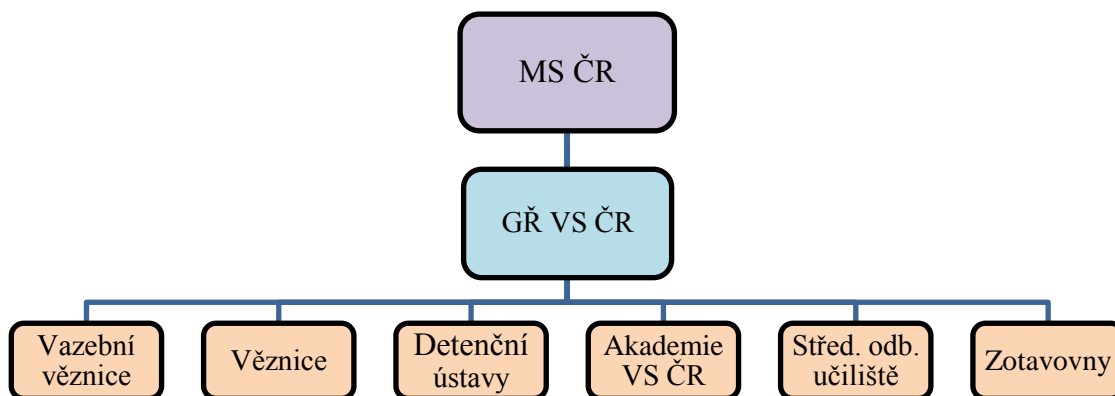 MS ČR
GŘ VS ČR
Vazební
věznice
Věznice
Detenční
ústavy
Akademie
VS ČR
Střed. odb.
učiliště
Zotavovny